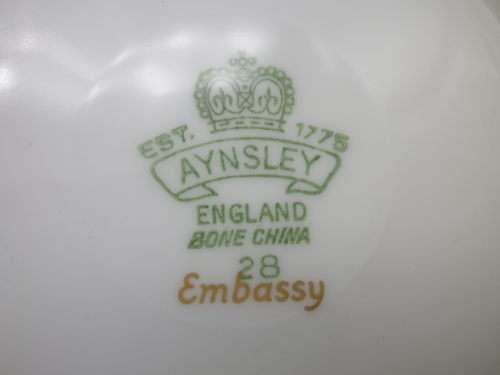 EST. 1775
AYNSLEY
ENGLAND
BONE CHINA
28
Embassy